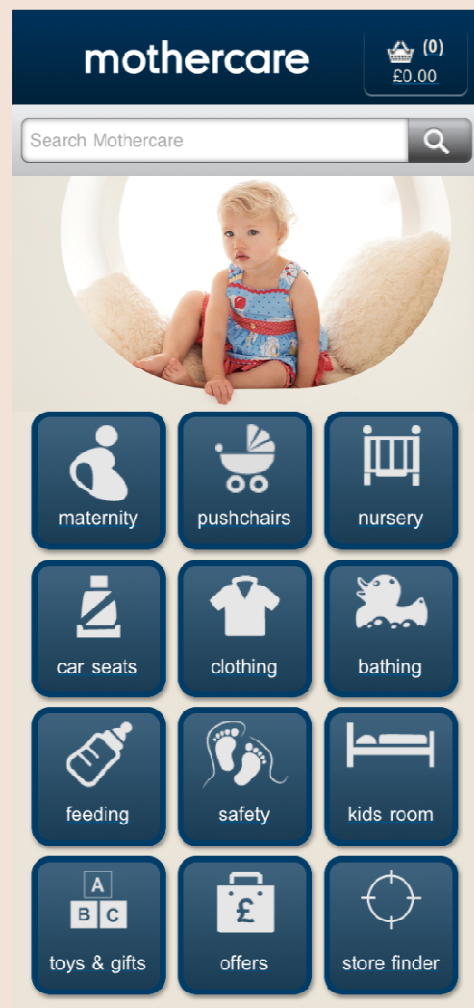 mothercare
(0)
£0.00
Search Mothercare
maternity
pushchairs
nursery
car seats
clothing
bathing
feeding
safety
kids room
A
B C
£
toys & gifts
offers
store finder